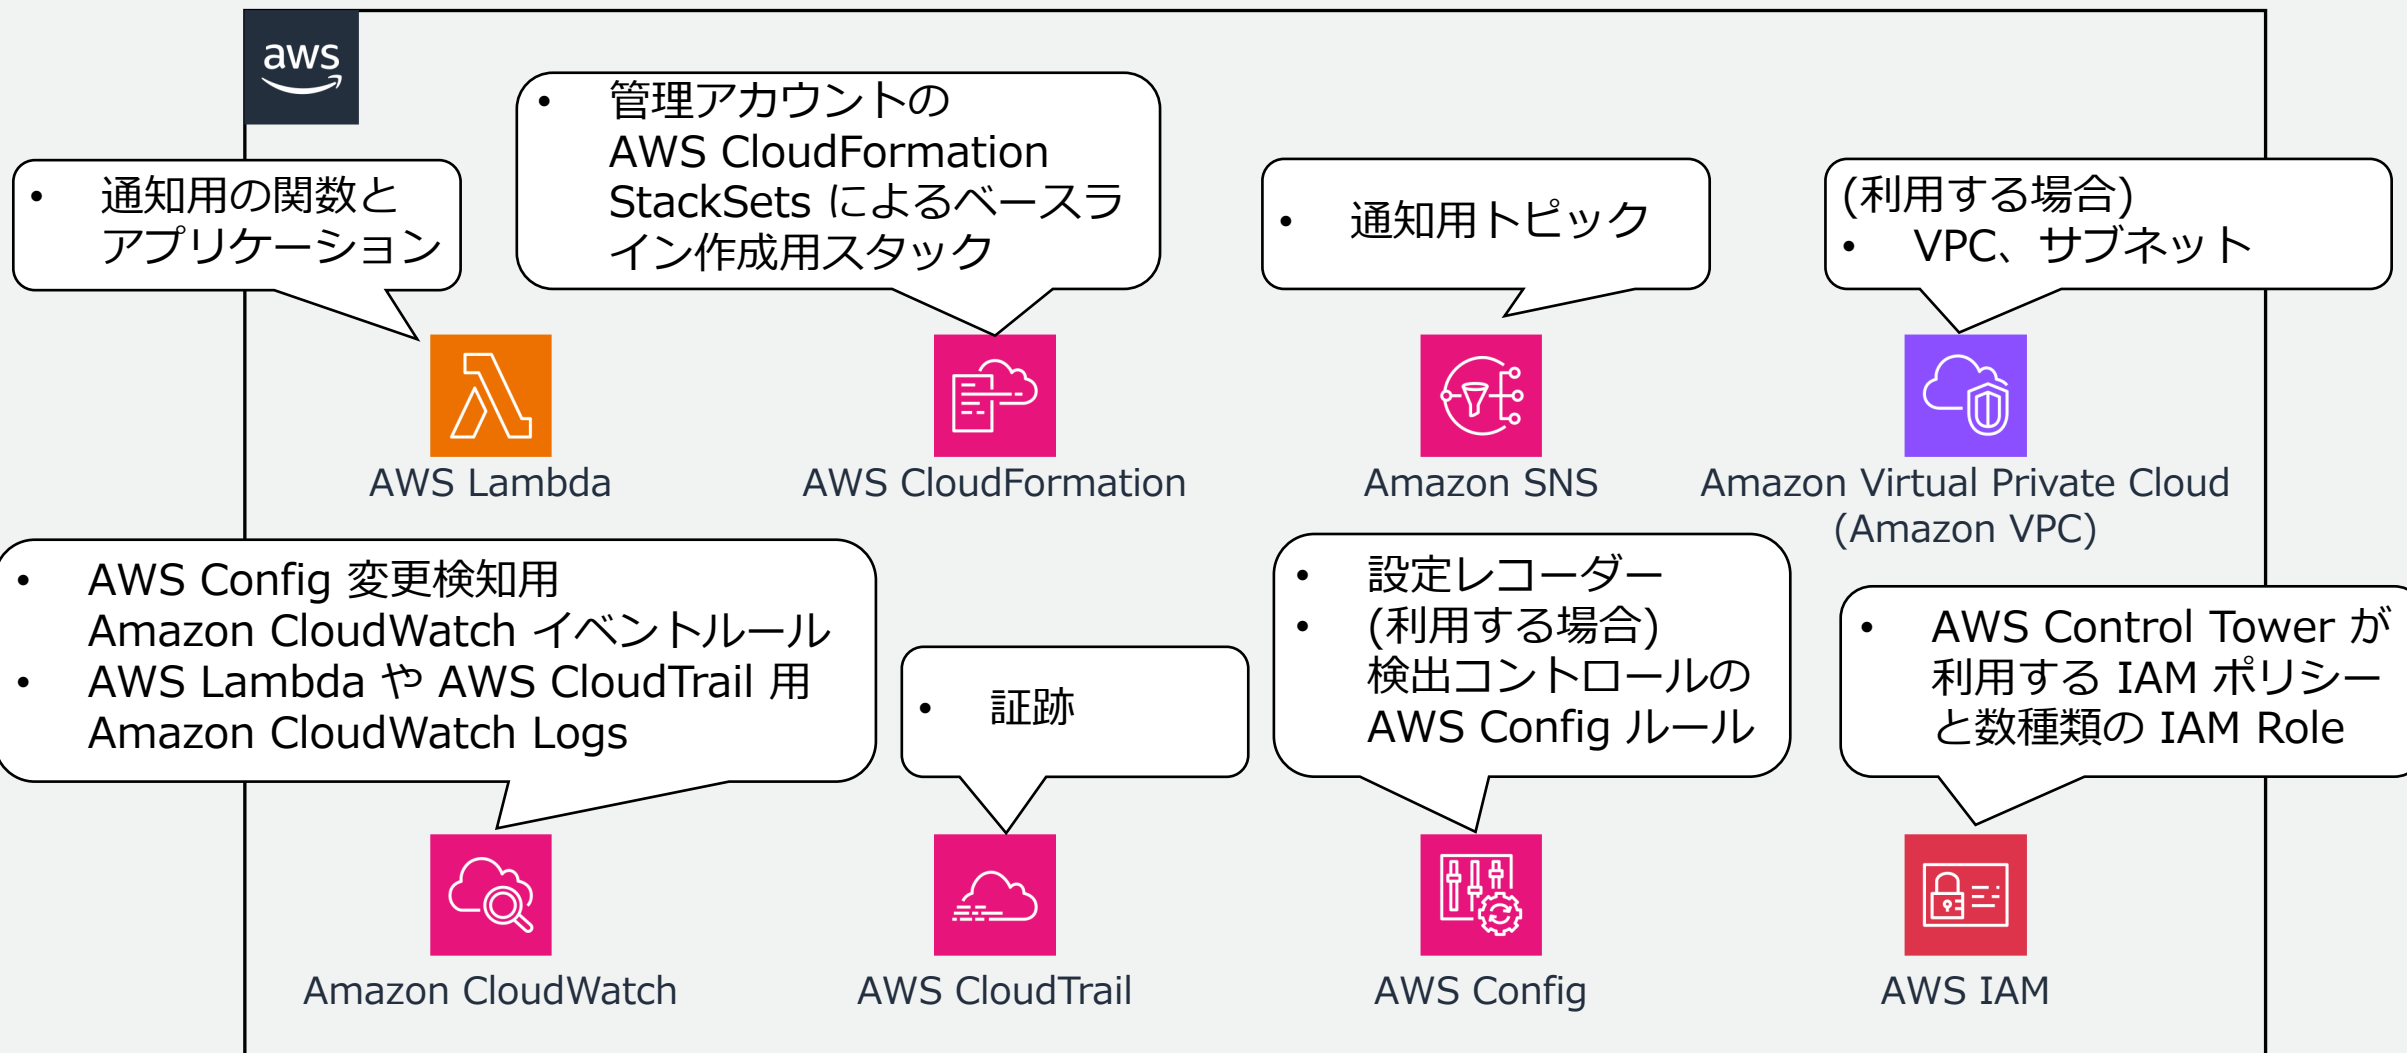 aws
• 通知用の関数と
アプリケーション
• 管理アカウントの
AWS CloudFormation
StackSets によるベースラ
イン作成用スタック
• 通知用トピック
(利用する場合)
• VPC、サブネット
AWS Lambda
AWS CloudFormation
Amazon SNS
Amazon Virtual Private Cloud
(Amazon VPC)
• AWS Config 変更検知用
Amazon CloudWatch イベントルール
• AWS Lambda や AWS CloudTrail 用
Amazon CloudWatch Logs
• 証跡
• 設定レコーダー
• (利用する場合)
検出コントロールの
AWS Config ルール
• AWS Control Tower が
利用する IAM ポリシー
と数種類の IAM Role
Amazon CloudWatch
AWS CloudTrail
AWS Config
AWS IAM